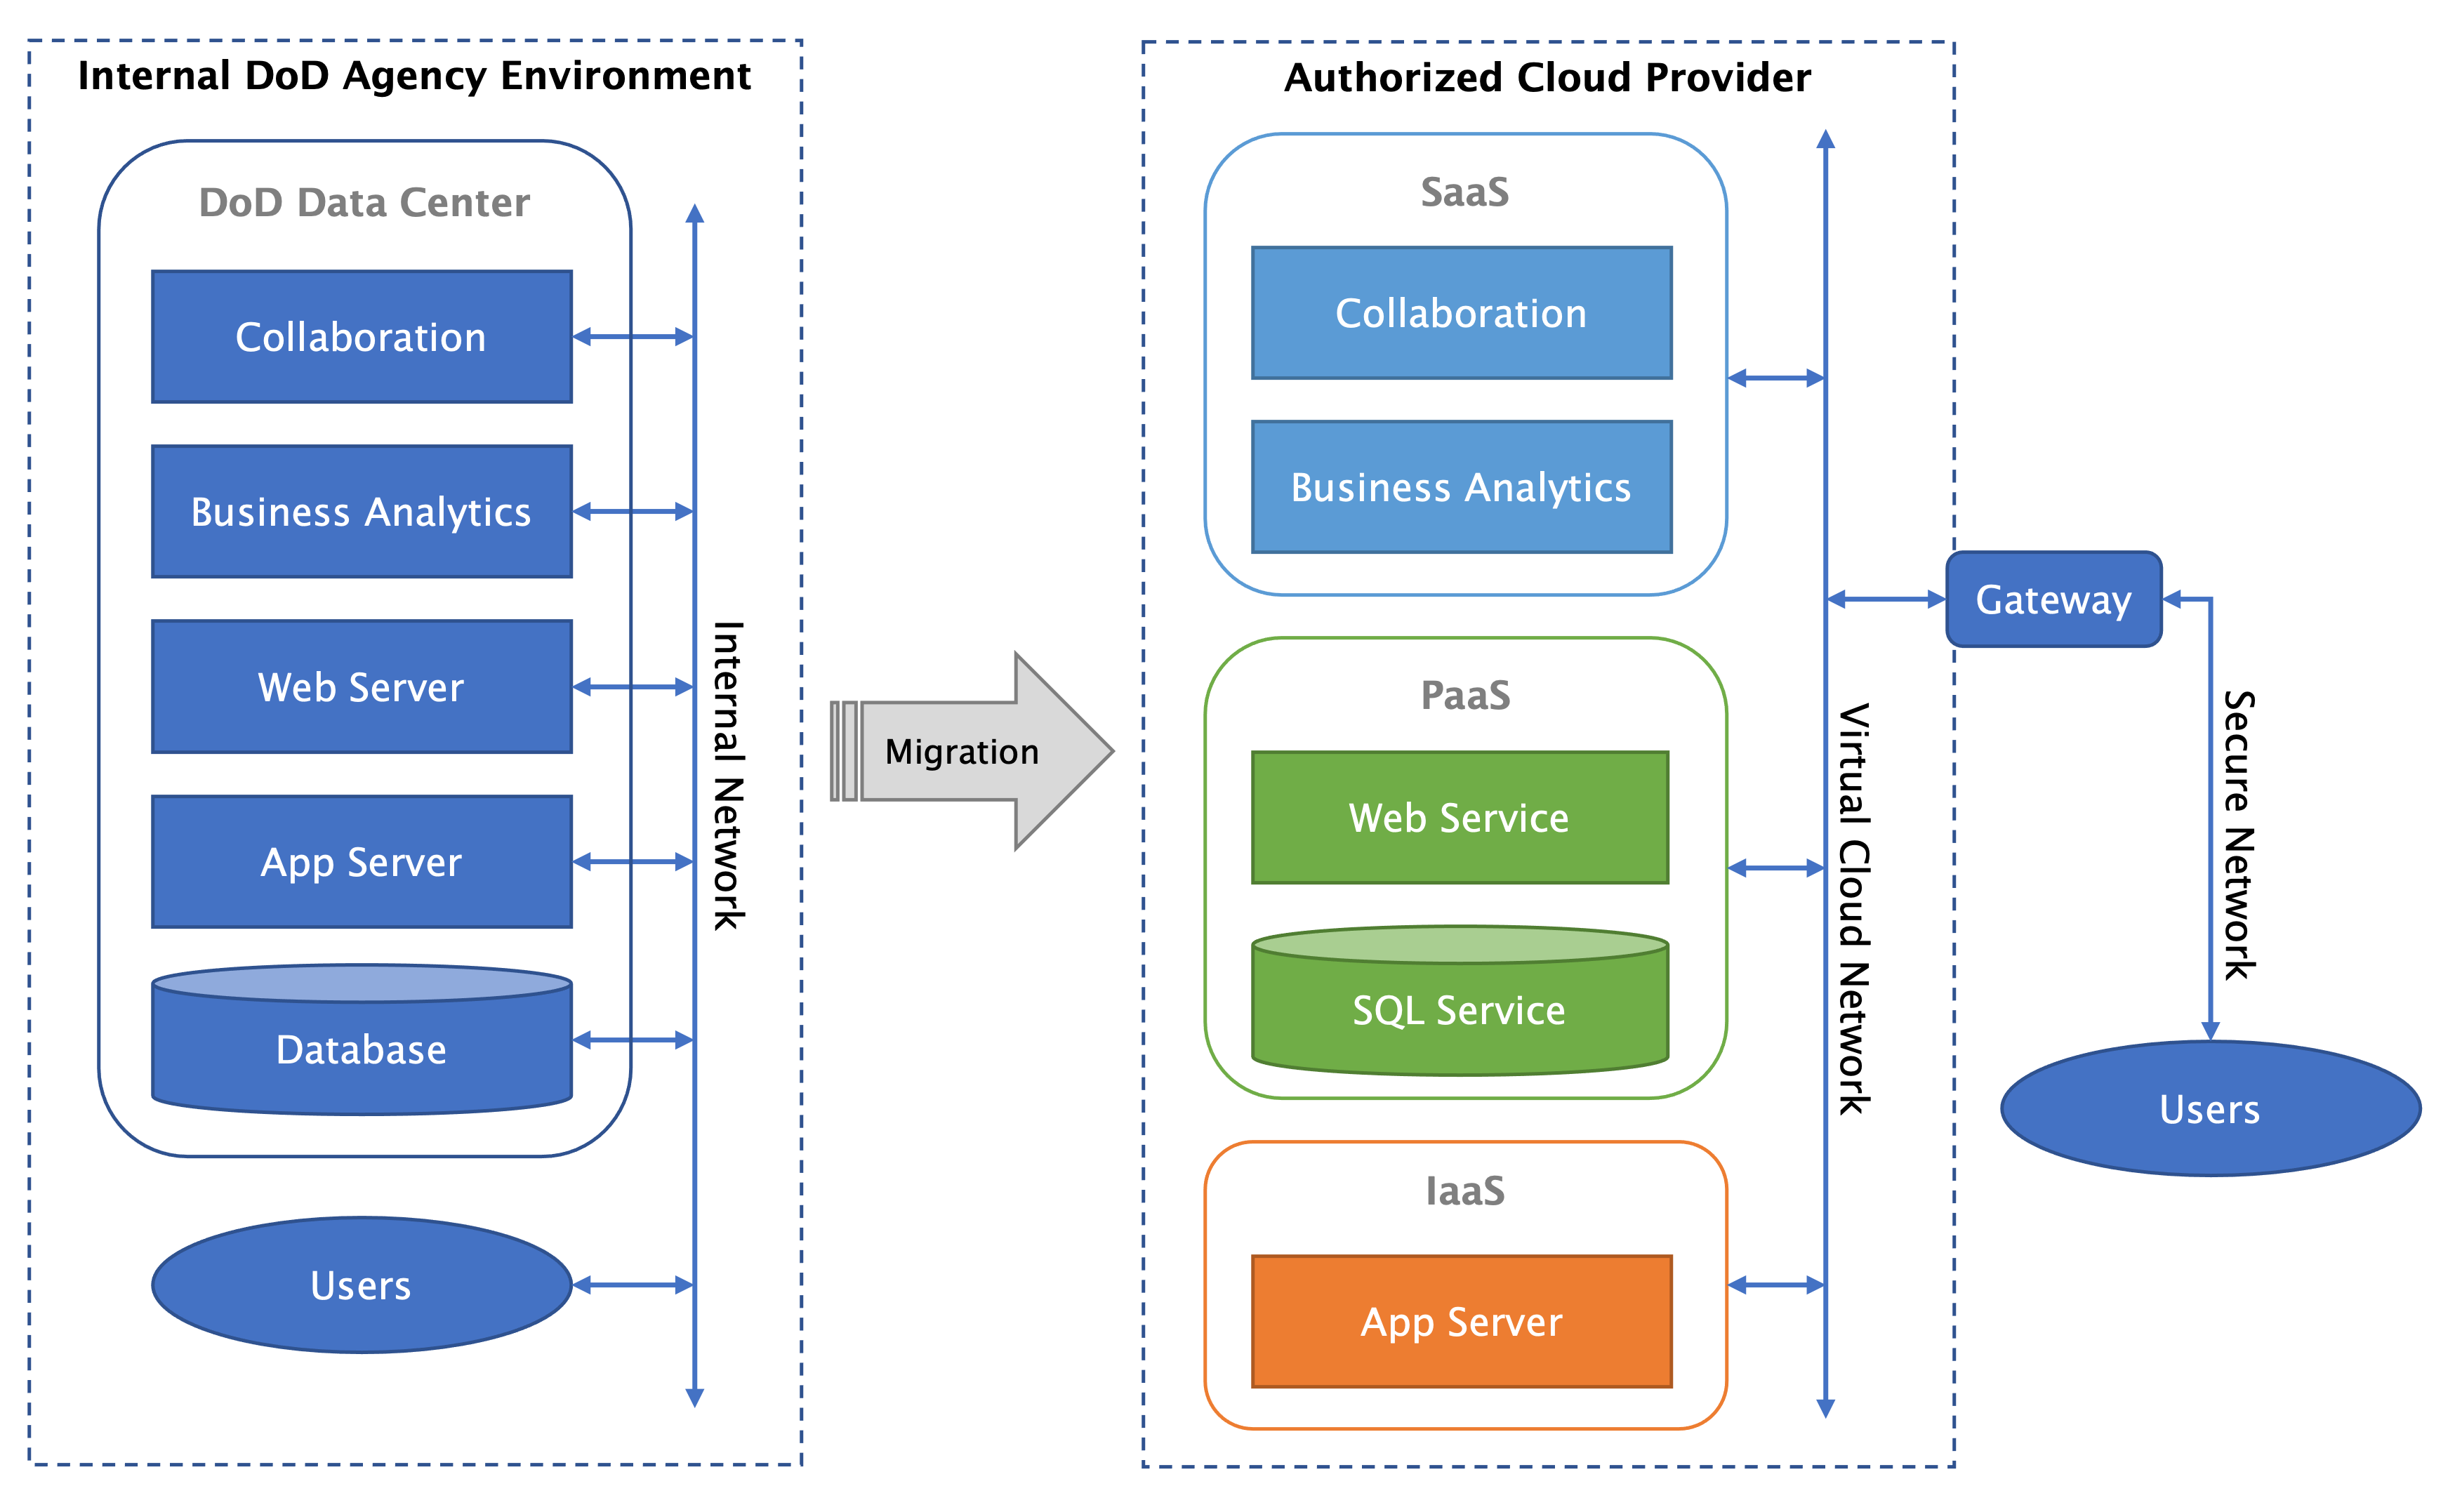 Internal DoD Agency Environment
DoD Data Center
Collaboration
Business Analytics
Web Server
App Server
Database
Users
Internal Network
Migration
Authorized Cloud Provider
SaaS
Collaboration
Business Analytics
PaaS
Web Service
SQL Service
IaaS
App Server
Virtual Cloud Network
Gateway
Secure Network
Users